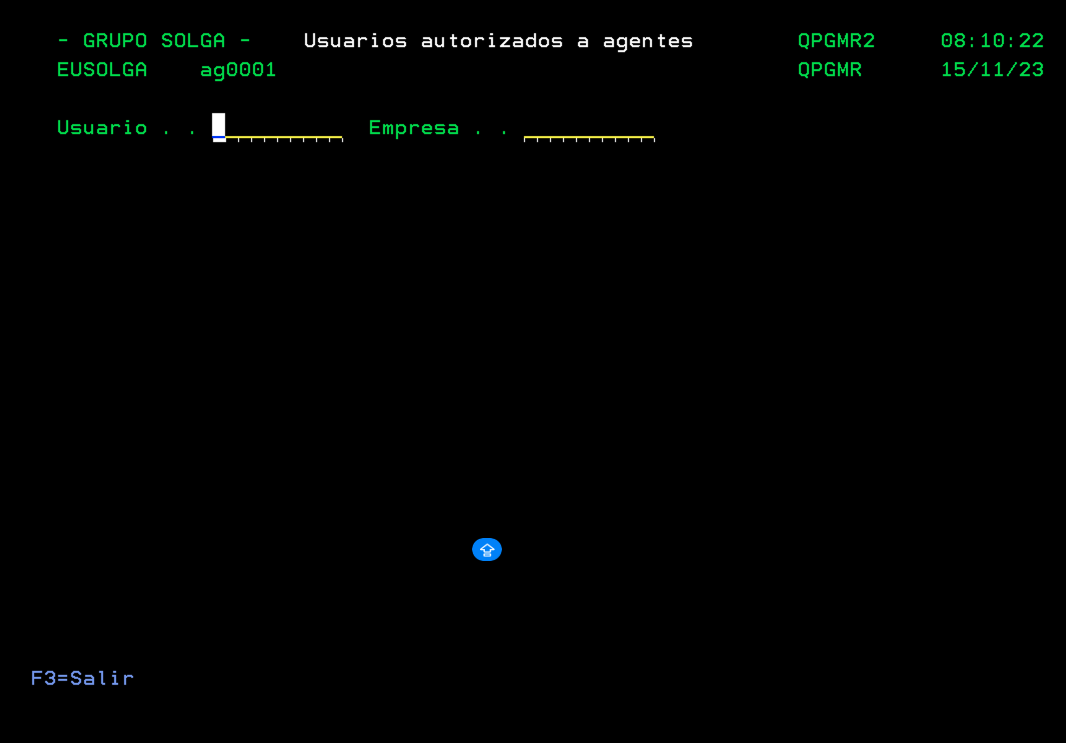 - GRUPO SOLGA - Usuarios autorizados a agentes QPGMR2 08:10:22
EUSOLGA ag0001 QPGMR 15/11/23
Usuario . . Empresa . .
F3=Salir